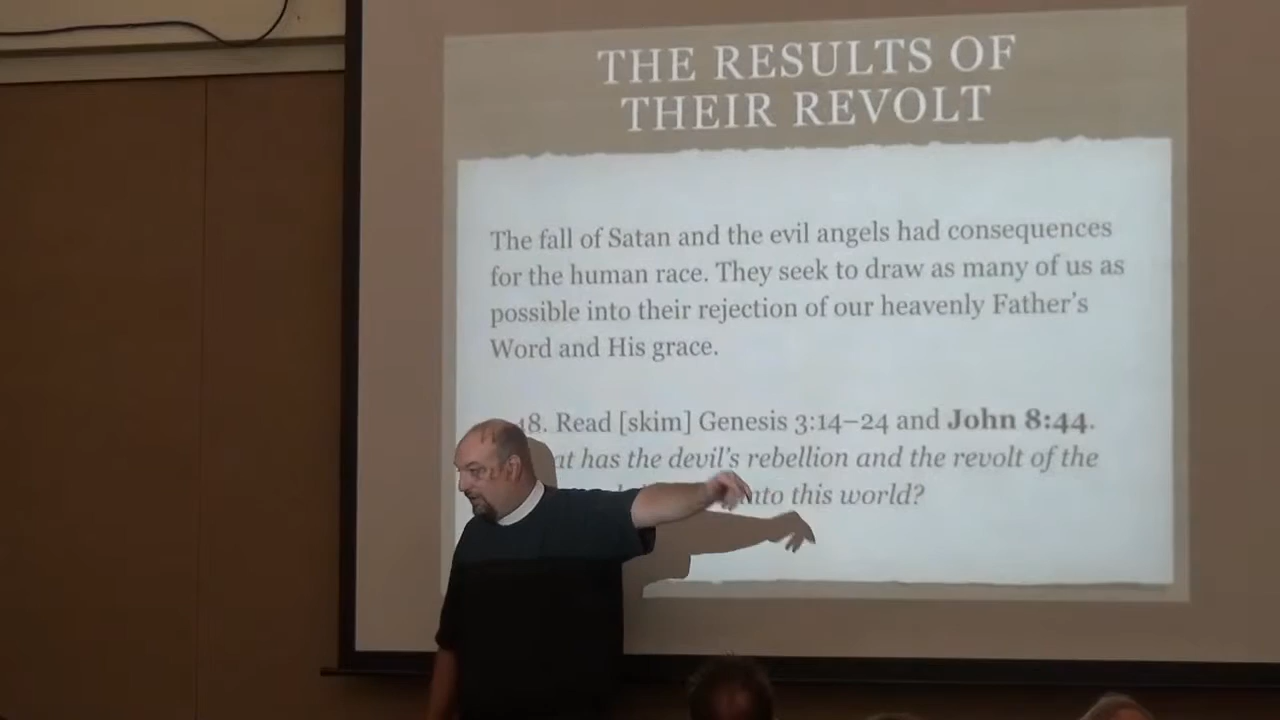 THE RESULTS OF
THEIR REVOLT
The fall of Satan and the evil angels had consequences
for the human race. They seek to draw as many of us as
possible into their rejection of our heavenly Father's
Word and His grace.
18. Read [skim] Genesis 3:14–24 and John 8:44.
has the devil's rebellion and the revolt of the
this world?